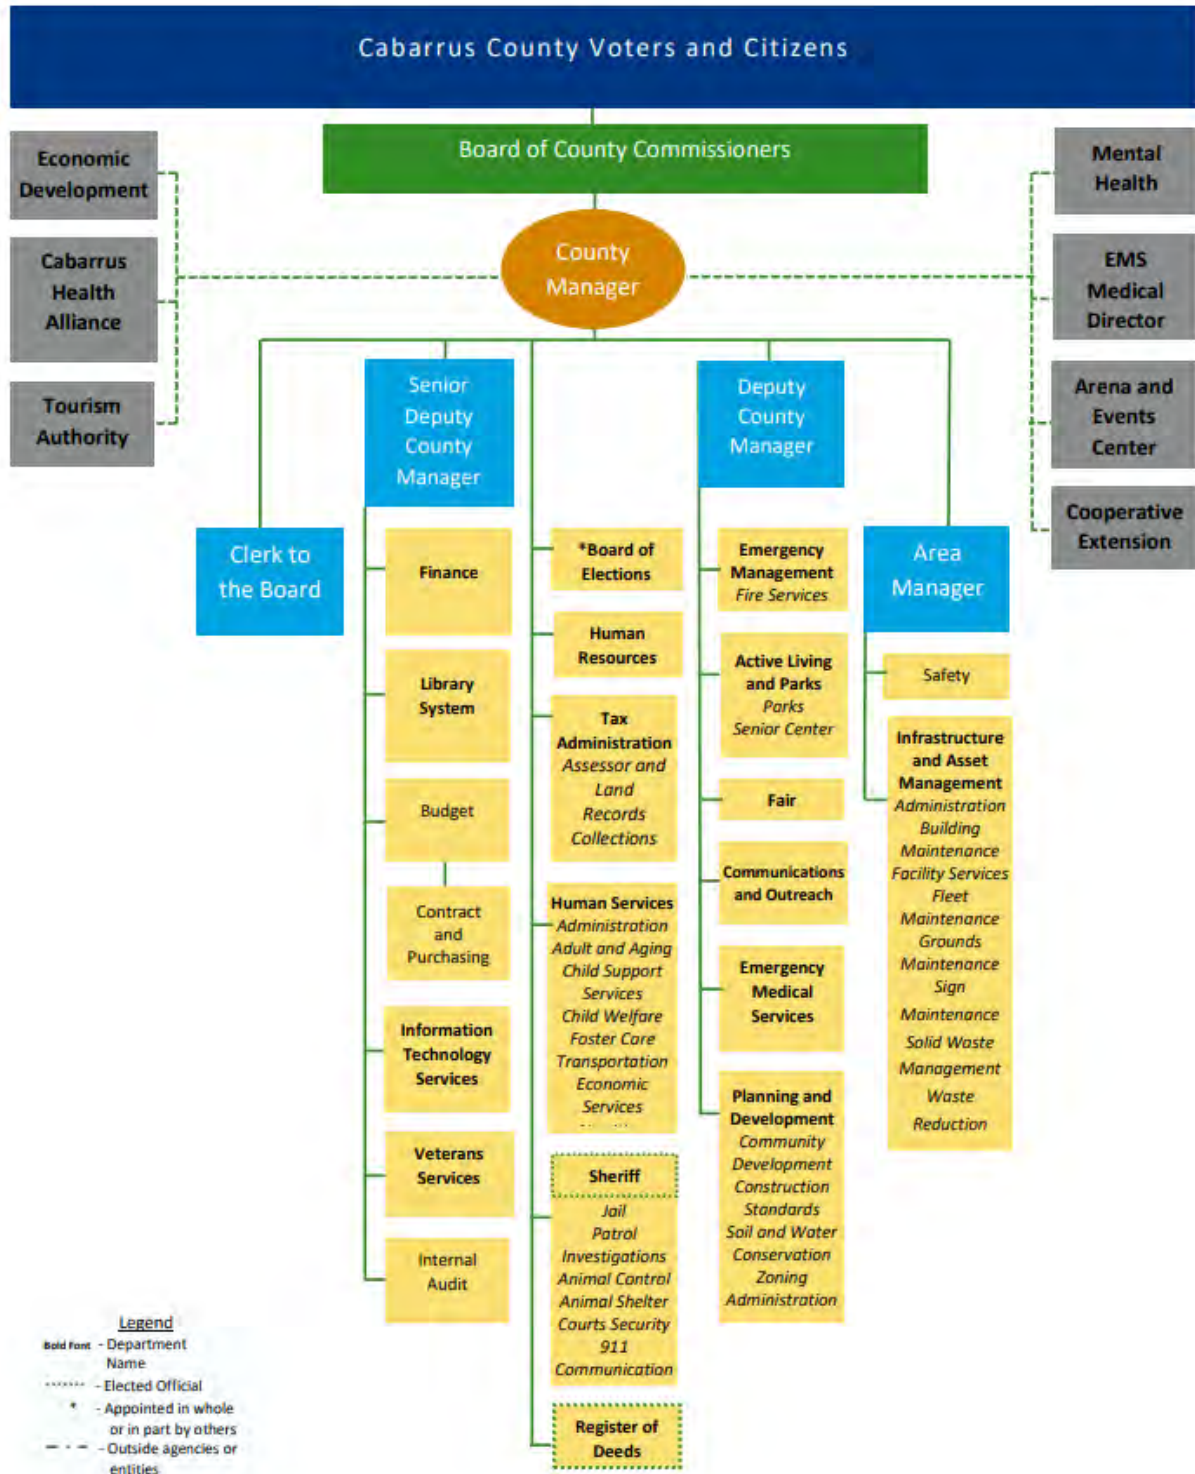 Cabarrus County Voters and Citizens
Board of County Commissioners
County
Manager
Economic
Development
Cabarrus
Health
Alliance
Tourism
Authority
Mental
Health
EMS
Medical
Director
Arena and
Events
Center
Cooperative
Extension
Clerk to
the Board
Senior
Deputy
County
Manager
Finance
Library
System
Budget
Contract
and
Purchasing
Information
Technology
Services
Veterans
Services
Internal
Audit
*Board of
Elections
Human
Resources
Tax
Administration
Assessor and
Land
Records
Collections
Human Services
Administration
Adult and Aging
Child Support
Services
Child Welfare
Foster Care
Transportation
Economic
Services
Sheriff
Jail
Patrol
Investigations
Animal Control
Animal Shelter
Courts Security
911
Communication
Register of
Deeds
Deputy
County
Manager
Emergency
Management
Fire Services
Active Living
and Parks
Parks
Senior Center
Fair
Communications
and Outreach
Emergency
Medical
Services
Planning and
Development
Community
Development
Construction
Standards
Soil and Water
Conservation
Zoning
Administration
Area
Manager
Safety
Infrastructure
and Asset
Management
Administration
Building
Maintenance
Facility Services
Fleet
Maintenance
Grounds
Maintenance
Sign
Maintenance
Solid Waste
Management
Waste
Reduction
Legend
Bold Font - Department
Name
- Elected Official
* - Appointed in whole
or in part by others
- Outside agencies or
entities